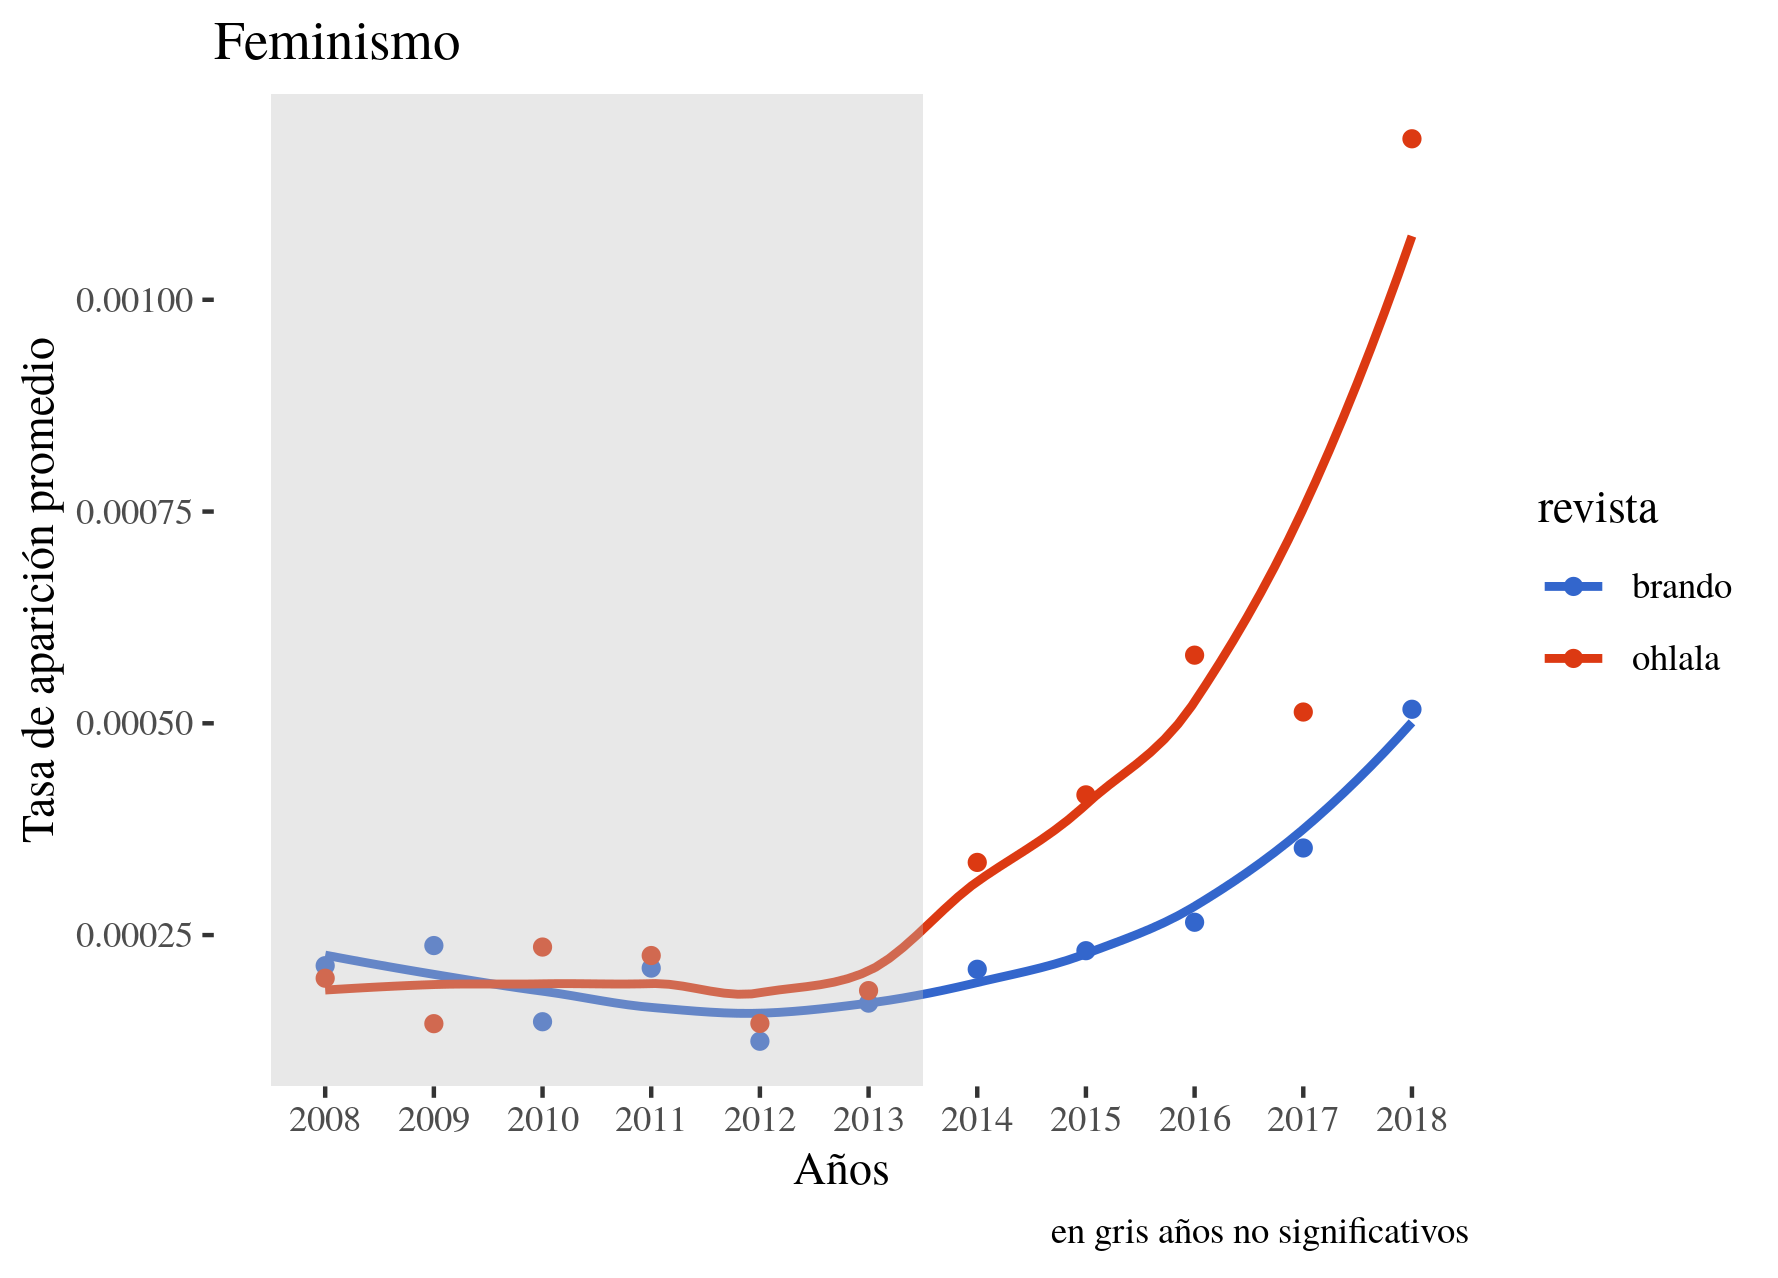 Feminismo
Tasa de aparición promedio
0.00100
0.00075
0.00050
0.00025
2008 2009 2010 2011 2012 2013 2014 2015 2016 2017 2018
Años
revista
brando
ohlala
en gris años no significativos